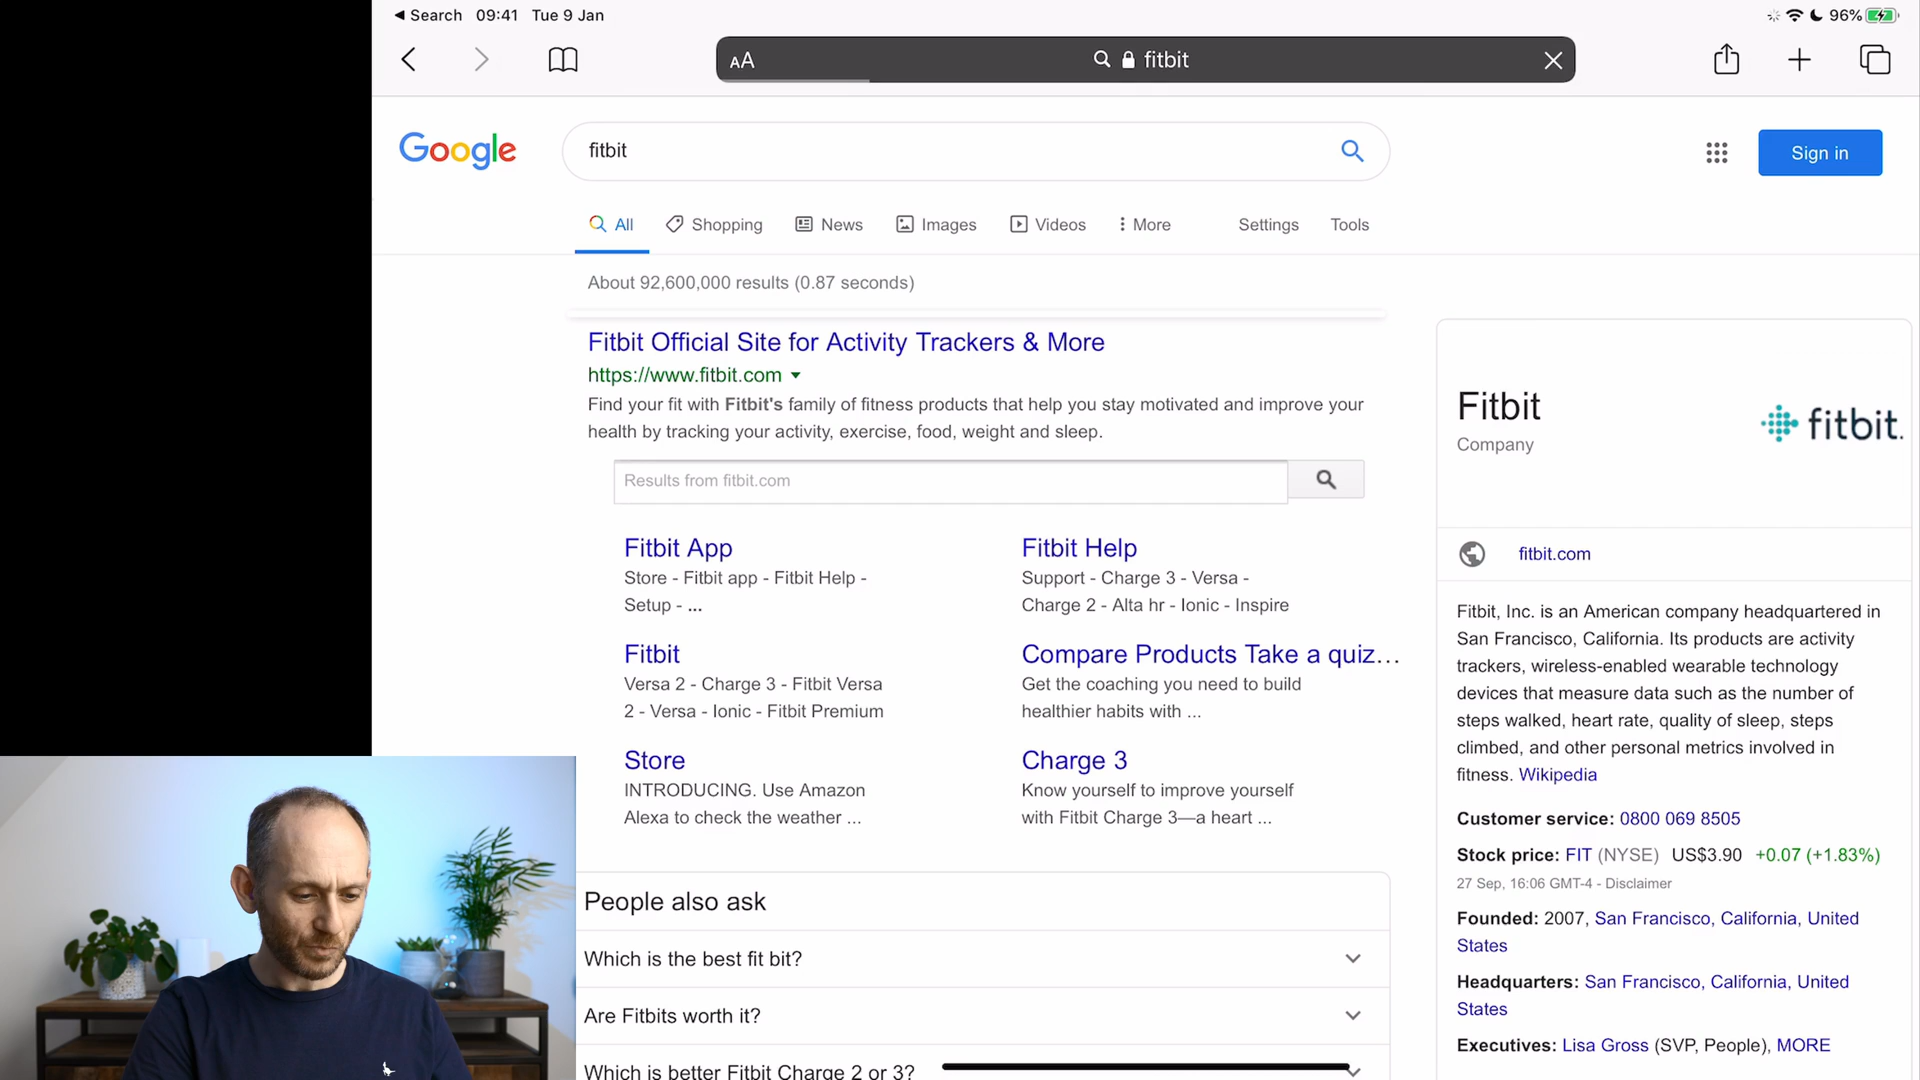 Search 09:41 Tue 9 Jan
96%
AA
fitbit
Google
fitbit
Sign in
All
Shopping
News
Images
Videos
More
Settings
Tools
About 92,600,000 results (0.87 seconds)
Fitbit Official Site for Activity Trackers & More
https://www.fitbit.com
Find your fit with Fitbit's family of fitness products that help you stay motivated and improve your
health by tracking your activity, exercise, food, weight and sleep.
Results from fitbit.com
Fitbit App
Store - Fitbit app - Fitbit Help -
Setup - ...
Fitbit Help
Support - Charge 3 - Versa -
Charge 2 - Alta hr - Ionic - Inspire
Fitbit
Versa 2 - Charge 3 - Fitbit Versa
2 - Versa - Ionic - Fitbit Premium
Compare Products Take a quiz...
Get the coaching you need to build
healthier habits with ...
Store
INTRODUCING. Use Amazon
Alexa to check the weather ...
Charge 3
Know yourself to improve yourself
with Fitbit Charge 3—a heart ...
People also ask
Which is the best fit bit?
Are Fitbits worth it?
Which is better Fitbit Charge 2 or 3?
Fitbit
Company
fitbit.
fitbit.com
Fitbit, Inc. is an American company headquartered in
San Francisco, California. Its products are activity
trackers, wireless-enabled wearable technology
devices that measure data such as the number of
steps walked, heart rate, quality of sleep, steps
climbed, and other personal metrics involved in
fitness. Wikipedia
Customer service: 0800 069 8505
Stock price: FIT (NYSE) US$3.90 +0.07 (+1.83%)
27 Sep, 16:06 GMT-4 - Disclaimer
Founded: 2007, San Francisco, California, United
States
Headquarters: San Francisco, California, United
States
Executives: Lisa Gross (SVP, People), MORE